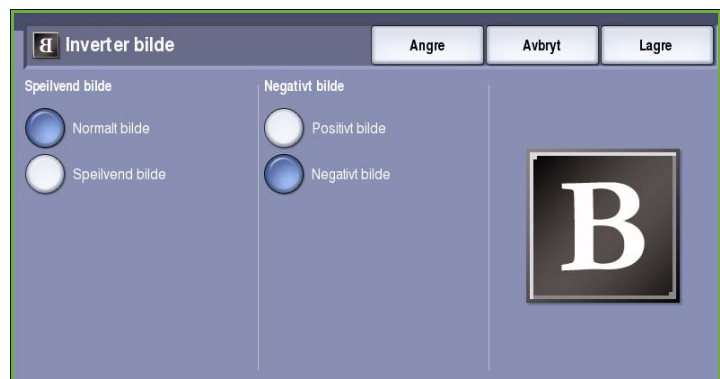 B Inverter bilde
Angre
Avbryt
Lagre
Speilvend bilde
Normalt bilde
Speilvend bilde
Negativt bilde
Positivt bilde
Negativt bilde
B